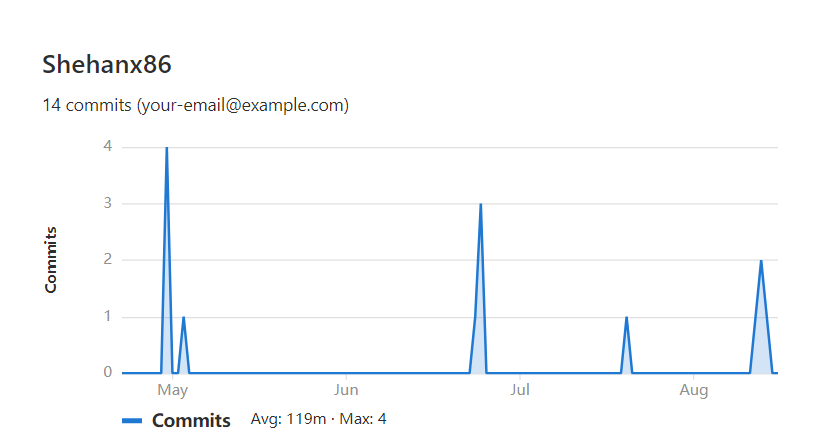 Shehanx86
14 commits (your-email@example.com)
4
3
2
1
0
Commits
May Jun Jul Aug
Commits Avg: 119m · Max: 4